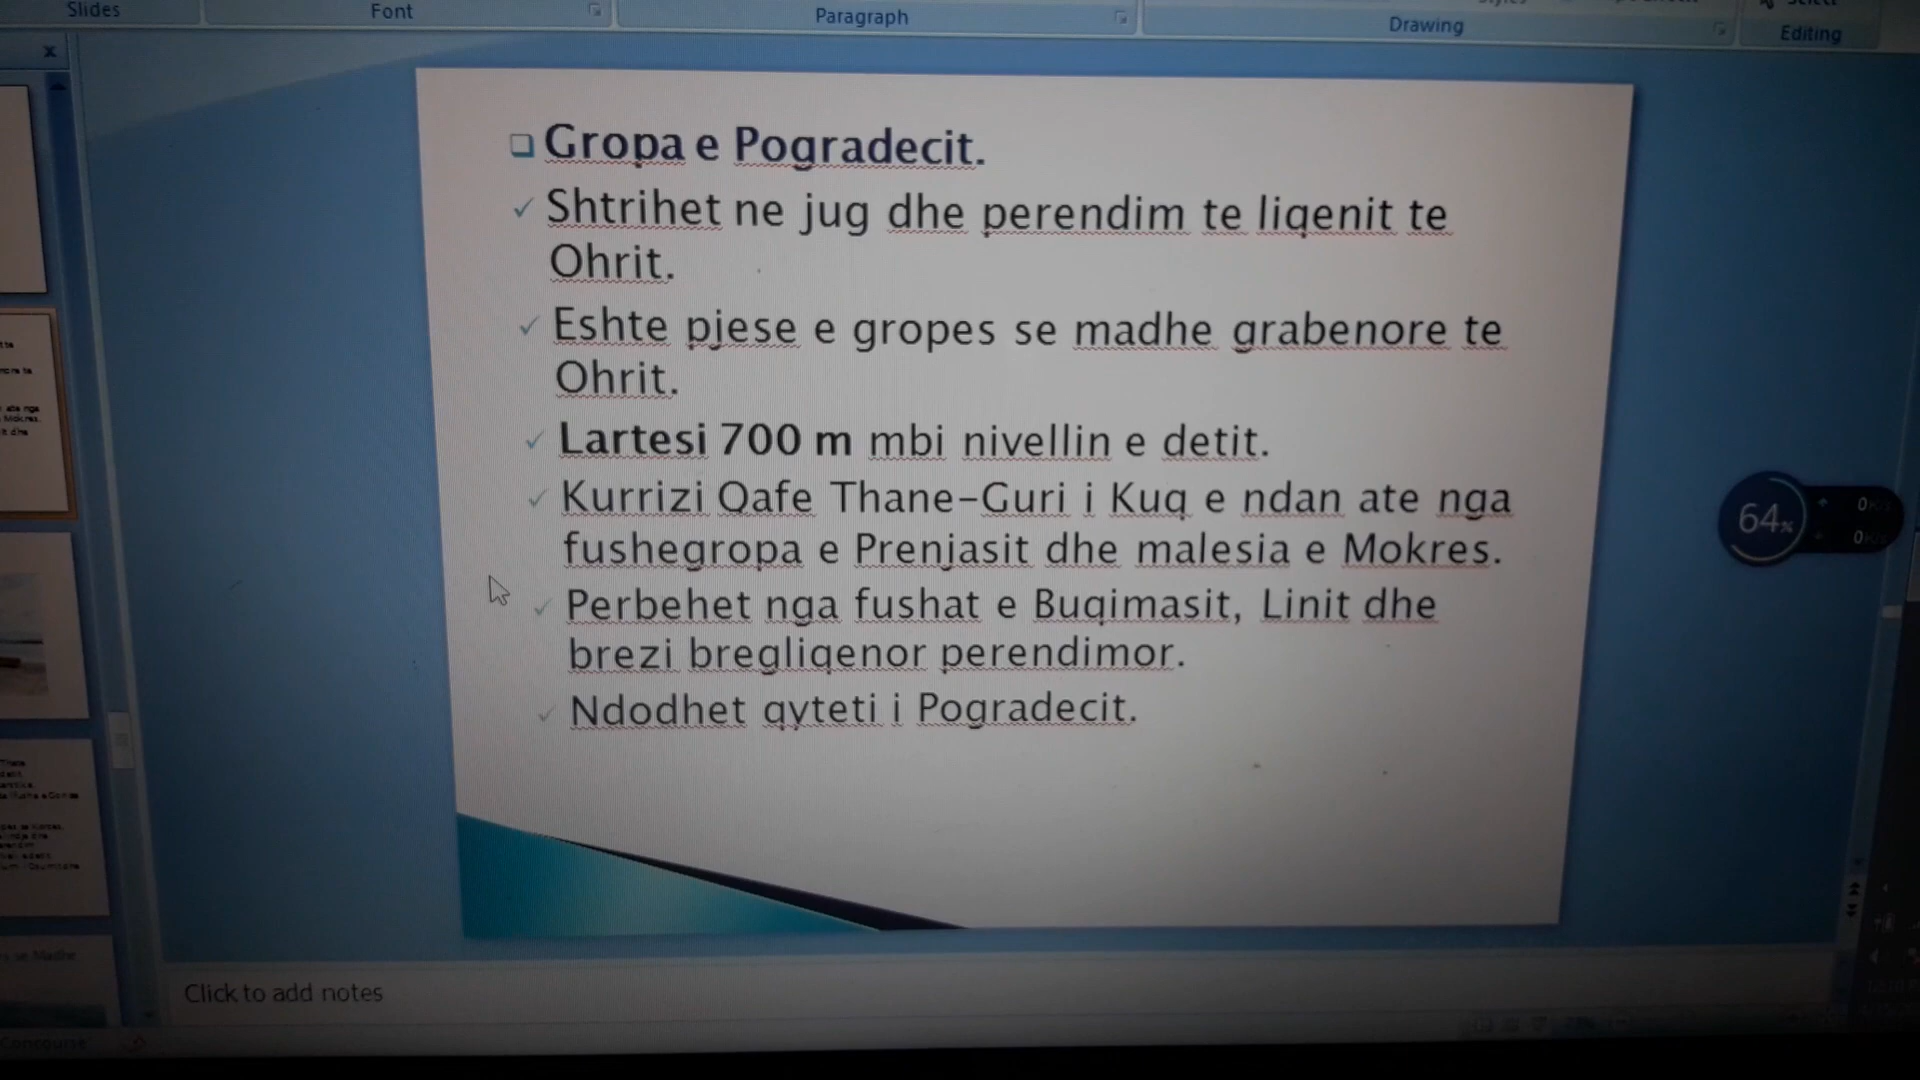 Slides
Font
Paragraph
Drawing
Editing
Gropa e Pogradecit.
Shtrihet ne jug dhe perendim te liqenit te
Ohrit.
Eshte pjese e gropes se madhe grabenore te
Ohrit.
Lartesi 700 m mbi nivellin e detit.
Kurrizi Qafe Thane-Guri i Kuq e ndan ate nga
fushegropa e Prenjasit dhe malesia e Mokres.
Perbehet nga fushat e Buqimasit, Linit dhe
brezi bregliqenor perendimor.
Ndodhet qyteti i Pogradecit.
64%
Click to add notes